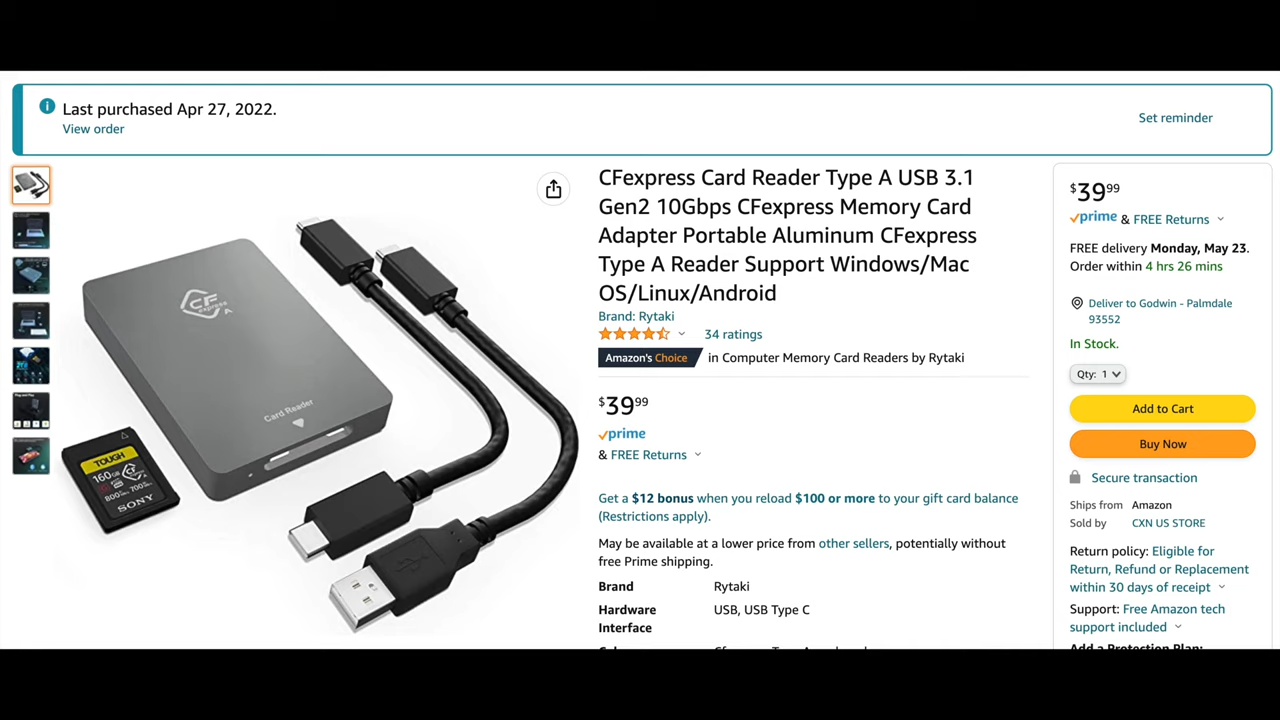 Last purchased Apr 27, 2022.
View order
Set reminder
CF
express
A
Card Reader
TOUGH
160GB
CF
800MB/s 700MB/s
SONY
CFexpress Card Reader Type A USB 3.1
Gen2 10Gbps CFexpress Memory Card
Adapter Portable Aluminum CFexpress
Type A Reader Support Windows/Mac
OS/Linux/Android
Brand: Rytaki
34 ratings
Amazon's Choice in Computer Memory Card Readers by Rytaki
$39 99
prime
& FREE Returns
Get a $12 bonus when you reload $100 or more to your gift card balance
(Restrictions apply).
May be available at a lower price from other sellers, potentially without
free Prime shipping.
Brand Rytaki
Hardware USB, USB Type C
Interface
$39 99
prime & FREE Returns
FREE delivery Monday, May 23.
Order within 4 hrs 26 mins
Deliver to Godwin - Palmdale
93552
In Stock.
Qty: 1
Add to Cart
Buy Now
Secure transaction
Ships from Amazon
Sold by CXN US STORE
Return policy: Eligible for
Return, Refund or Replacement
within 30 days of receipt
Support: Free Amazon tech
support included
Add a Protection Plan: